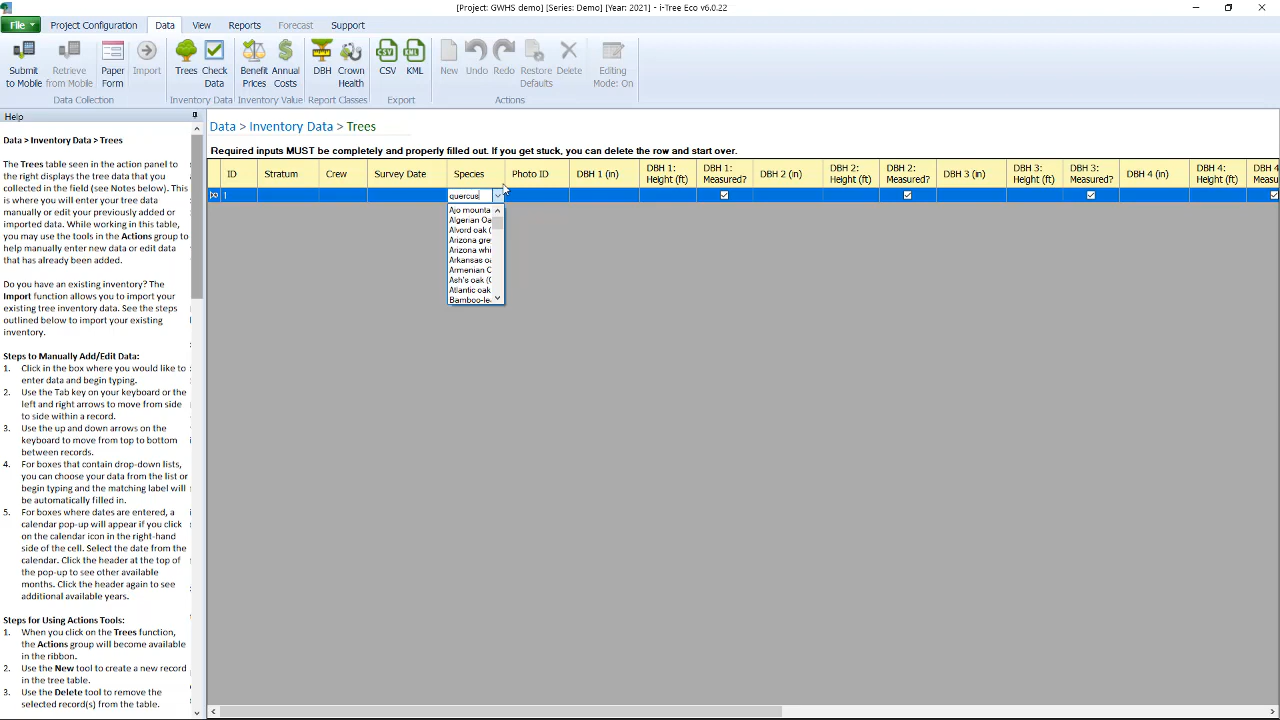 [Project: GWHS demo] [Series: Demo] [Year: 2021] - i-Tree Eco v6.0.22
File Project Configuration Data View Reports Forecast Support
Submit to Mobile
Retrieve from Mobile
Paper Form
Import
Trees
Check Data
Benefit Prices
Annual Costs
DBH
Crown Health
CSV
KML
New
Undo
Redo
Restore Defaults
Delete
Editing Mode: On
Data Collection
Inventory Data
Inventory Value
Report Classes
Export
Actions
Help
Data > Inventory Data > Trees
The Trees table seen in the action panel to
the right displays the tree data that you
collected in the field (see Notes below). This
is where you will enter your tree data
manually or edit your previously added or
imported data. While working in this table,
you may use the tools in the Actions group to
help manually enter new data or edit data
that has already been added.
Do you have an existing inventory? The
Import function allows you to import your
existing tree inventory data. See the steps
outlined below to import your existing
inventory.
Steps to Manually Add/Edit Data:
1. Click in the box where you would like to
enter data and begin typing.
2. Use the Tab key on your keyboard or the
left and right arrows to move from side
to side within a record.
3. Use the up and down arrows on the
keyboard to move from top to bottom
between records.
4. For boxes that contain drop-down lists,
you can choose your data from the list or
begin typing and the matching label will
be automatically filled in.
5. For boxes where dates are entered, a
calendar pop-up will appear if you click
on the calendar icon in the right-hand
side of the cell. Select the date from the
calendar. Click the header at the top of
the pop-up to see other available
months. Click the header again to see
additional available years.
Steps for Using Actions Tools:
1. When you click on the Trees function,
the Actions group will become available
in the ribbon.
2. Use the New tool to create a new record
in the tree table.
3. Use the Delete tool to remove the
selected record(s) from the table.
Data > Inventory Data > Trees
Required inputs MUST be completely and properly filled out. If you get stuck, you can delete the row and start over.
ID Stratum Crew Survey Date Species Photo ID DBH 1 (in) DBH 1: Height (ft) DBH 1: Measured? DBH 2 (in) DBH 2: Height (ft) DBH 2: Measured? DBH 3 (in) DBH 3: Height (ft) DBH 3: Measured? DBH 4 (in) DBH 4: Height (ft) DBH 4 Measu
1 quercus
Ajo mounta
Algerian Oa
Alvord oak (
Arizona gre
Arizona whi
Arkansas oa
Armenian O
Ash's oak (
Atlantic oak
Bamboo-le